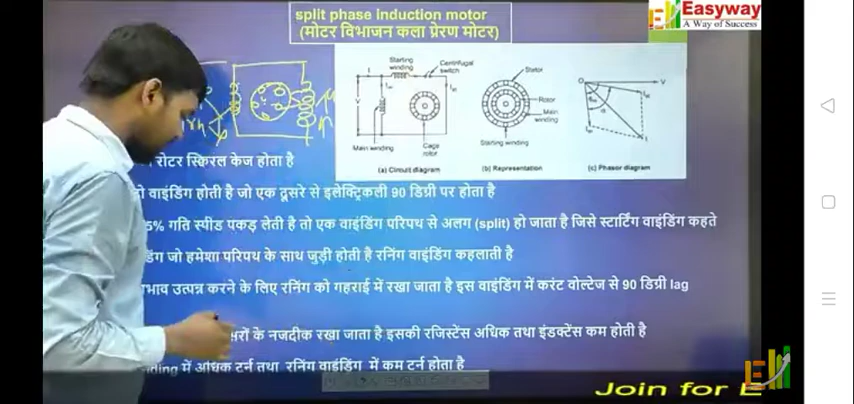 split phase induction motor
(मोटर विभाजन कला प्रेरण मोटर)
Easyway
A Way of Success
Starting winding
Centrifugal switch
I
V
Main winding
Cage rotor
(a) Circuit diagram
Stator
Rotor
Main winding
Starting winding
(b) Representation
O
V
I
(c) Phasor diagram
रोटर स्क्विरल केज होता है
वाइंडिंग होती है जो एक दूसरे से इलेक्ट्रिकली 90 डिग्री पर होता है
5% गति स्पीड पकड़ लेती है तो एक वाइंडिंग परिपथ से अलग (split) हो जाता है जिसे स्टार्टिंग वाइंडिंग कहते
डिंग जो हमेशा परिपथ के साथ जुड़ी होती है रनिंग वाइंडिंग कहलाती है
भाव उत्पन्न करने के लिए रनिंग को गहराई में रखा जाता है इस वाइंडिंग में करंट वोल्टेज से 90 डिग्री lag
सरों के नजदीक रखा जाता है इसकी रजिस्टेंस अधिक तथा इंडक्टेंस कम होती है
ding में अधिक टर्न तथा रनिंग वाइंडिंग में कम टर्न होता है
Join for E